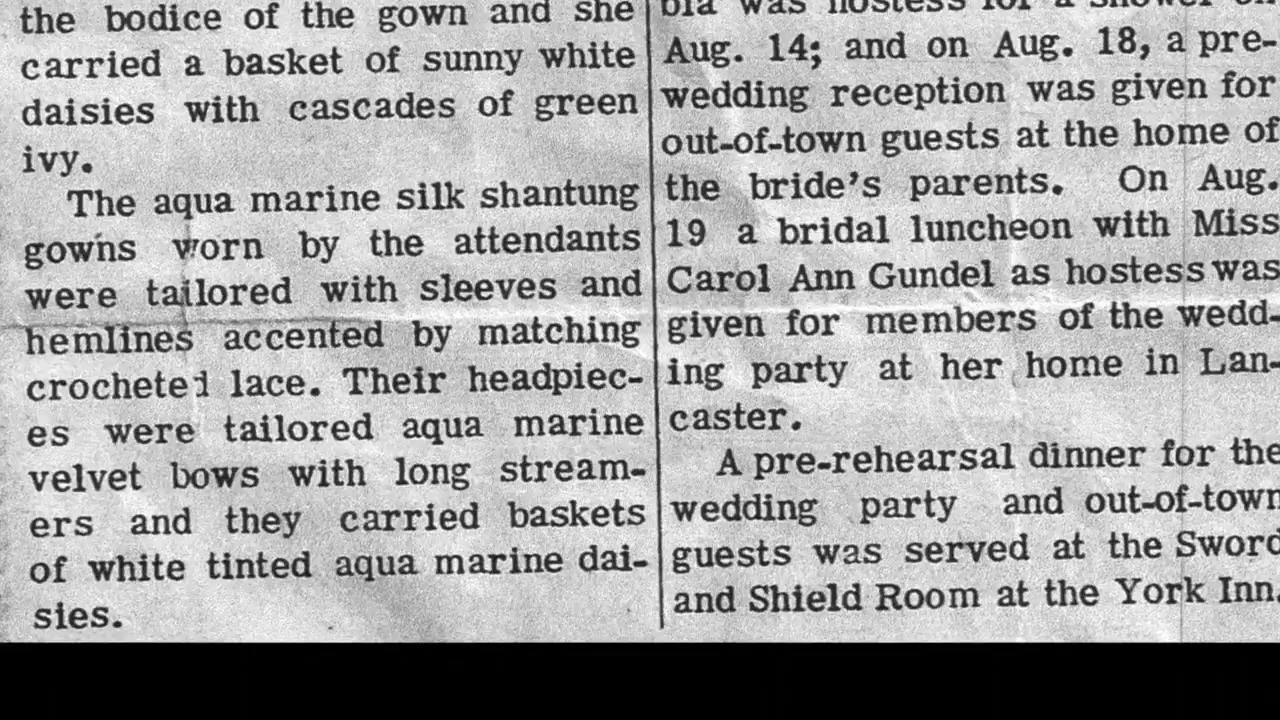 the bodice of the gown and she
carried a basket of sunny white
daisies with cascades of green
ivy.
The aqua marine silk shantung
gowns worn by the attendants
were tailored with sleeves and
hemlines accented by matching
crocheted lace. Their headpiec-
es were tailored aqua marine
velvet bows with long stream-
ers and they carried baskets
of white tinted aqua marine dai-
sies.
was hostess for a shower on
Aug. 14; and on Aug. 18, a pre-
wedding reception was given for
out-of-town guests at the home of
the bride's parents. On Aug.
19 a bridal luncheon with Miss
Carol Ann Gundel as hostess was
given for members of the wedd-
ing party at her home in Lan-
caster.
A pre-rehearsal dinner for the
wedding party and out-of-town
guests was served at the Sword
and Shield Room at the York Inn.